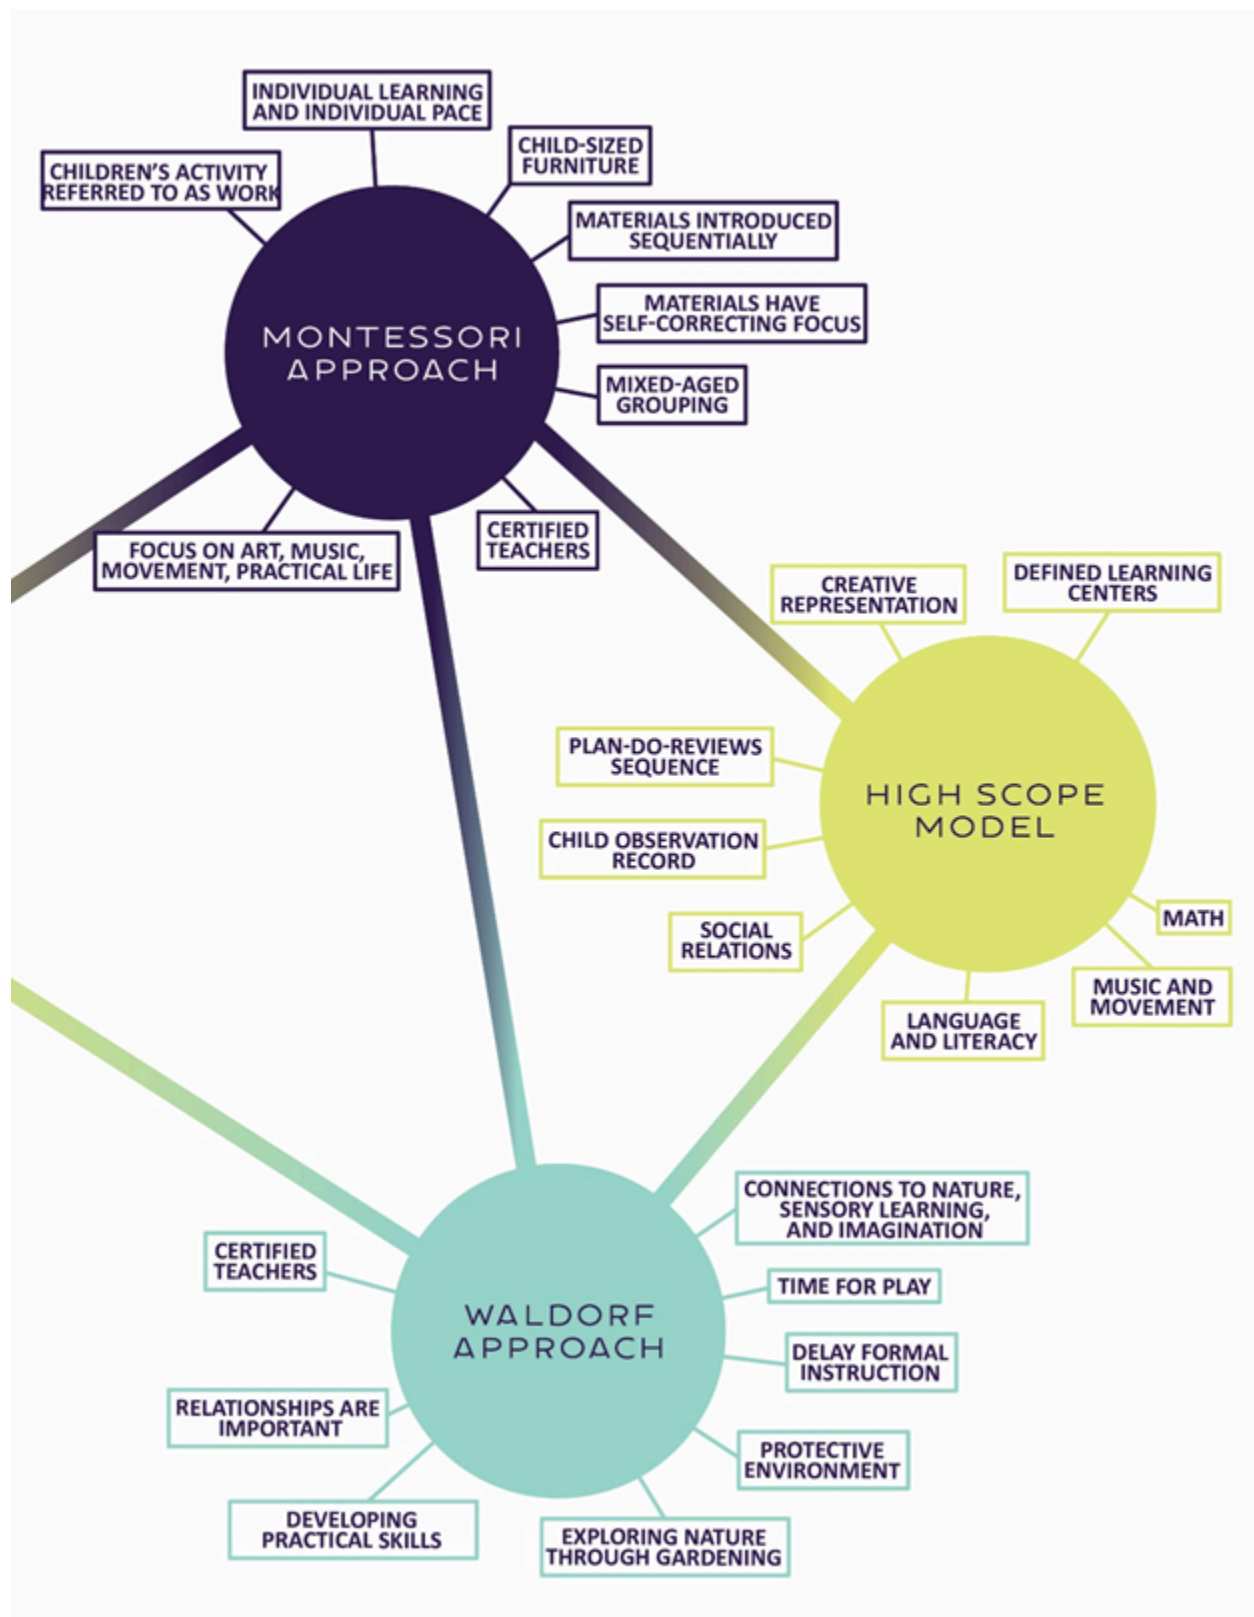 INDIVIDUAL LEARNING
AND INDIVIDUAL PACE
CHILD-SIZED
FURNITURE
CHILDREN'S ACTIVITY
REFERRED TO AS WORK
MATERIALS INTRODUCED
SEQUENTIALLY
MATERIALS HAVE
SELF-CORRECTING FOCUS
MONTESSORI
APPROACH
MIXED-AGED
GROUPING
CERTIFIED
TEACHERS
FOCUS ON ART, MUSIC,
MOVEMENT, PRACTICAL LIFE
CREATIVE
REPRESENTATION
DEFINED LEARNING
CENTERS
PLAN-DO-REVIEWS
SEQUENCE
HIGH SCOPE
MODEL
CHILD OBSERVATION
RECORD
SOCIAL
RELATIONS
MATH
MUSIC AND
MOVEMENT
LANGUAGE
AND LITERACY
CONNECTIONS TO NATURE,
SENSORY LEARNING,
AND IMAGINATION
CERTIFIED
TEACHERS
TIME FOR PLAY
WALDORF
APPROACH
DELAY FORMAL
INSTRUCTION
RELATIONSHIPS ARE
IMPORTANT
PROTECTIVE
ENVIRONMENT
DEVELOPING
PRACTICAL SKILLS
EXPLORING NATURE
THROUGH GARDENING